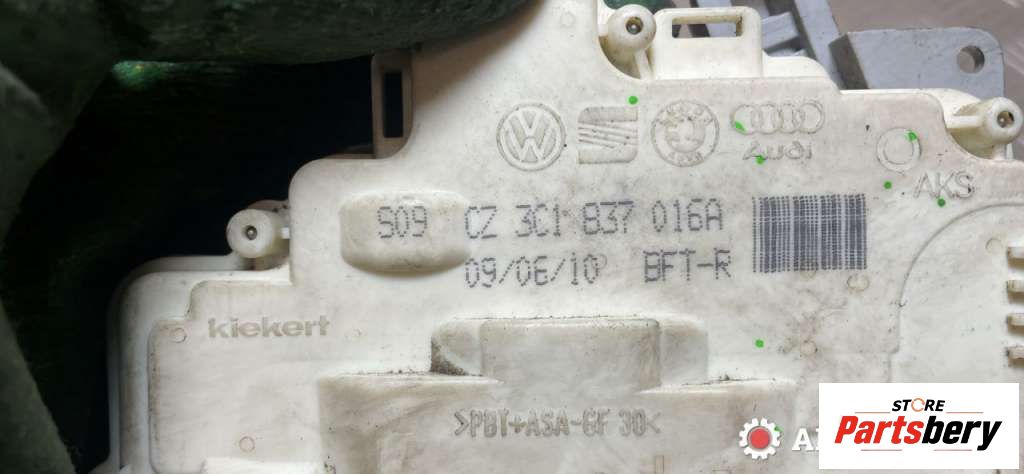 Audi
AKS
S09 CZ 3C1 837 016A
09/06/10 BFT-R
kiekert
>PBT+ASA-GF 30<
STORE
Partsbery